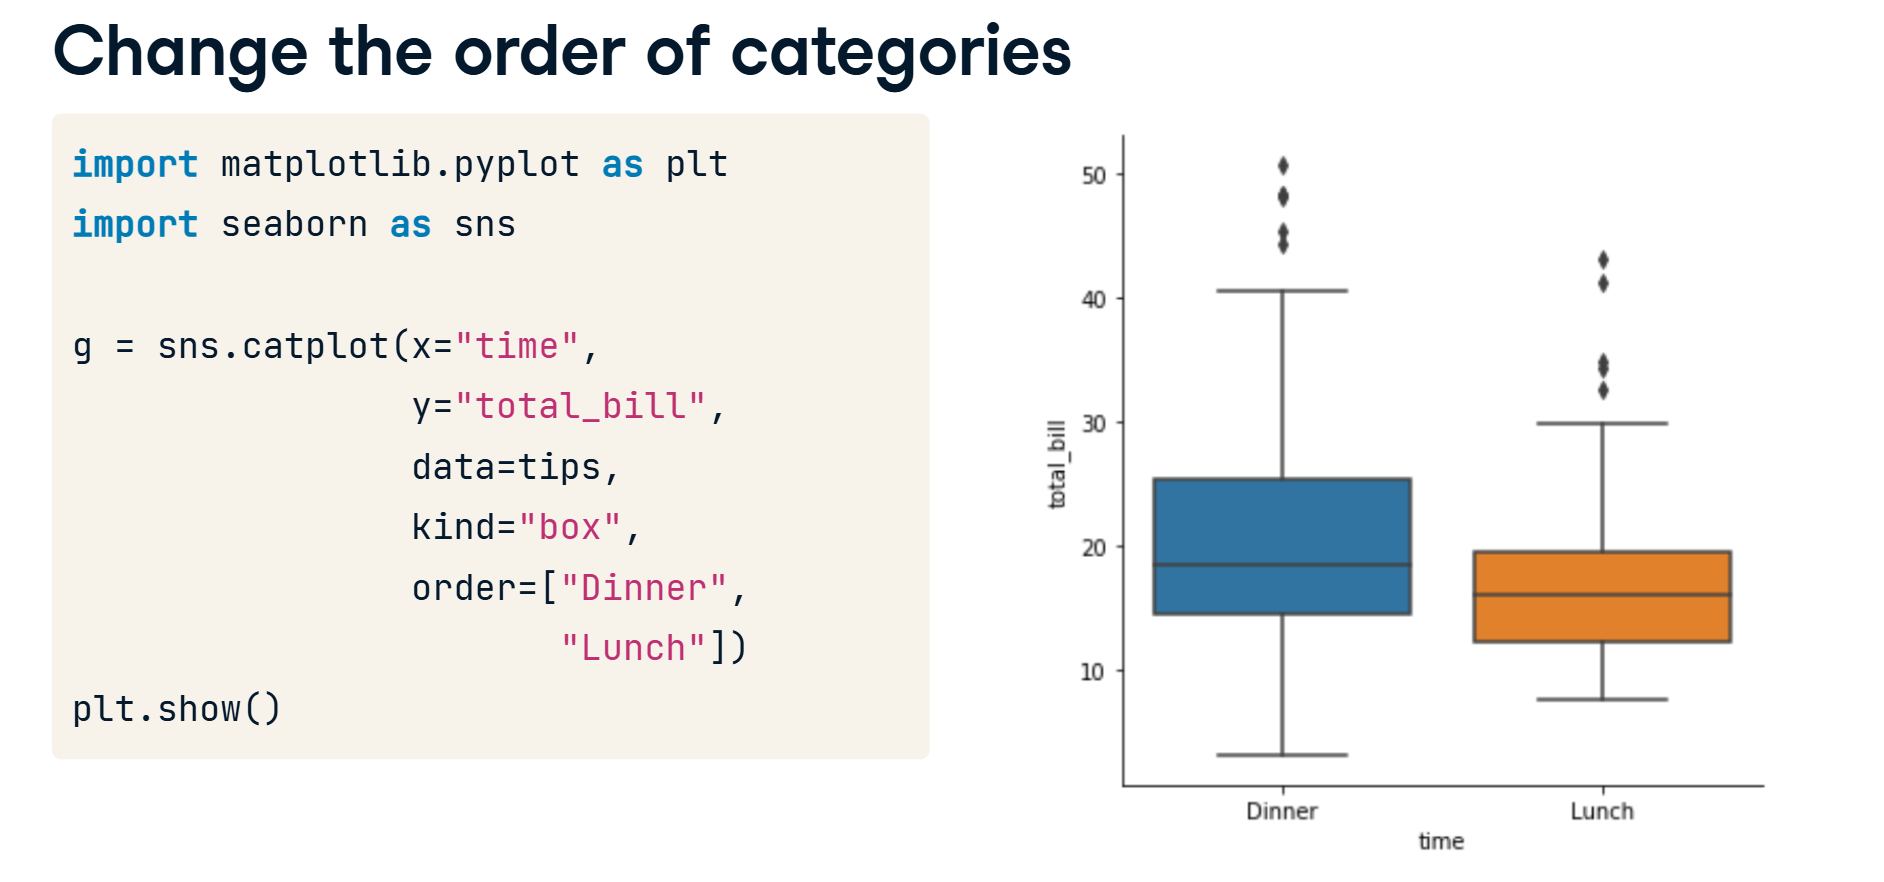 Change the order of categories
import matplotlib.pyplot as plt
import seaborn as sns
g = sns.catplot(x="time",
y="total_bill",
data=tips,
kind="box",
order=["Dinner",
"Lunch"])
plt.show()
50
40
30
20
10
total_bill
Dinner Lunch
time